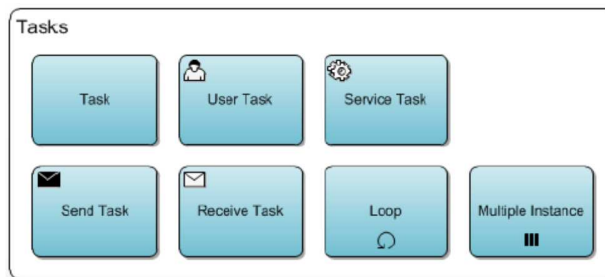 Tasks
Task
User Task
Service Task
Send Task
Receive Task
Loop
Multiple Instance